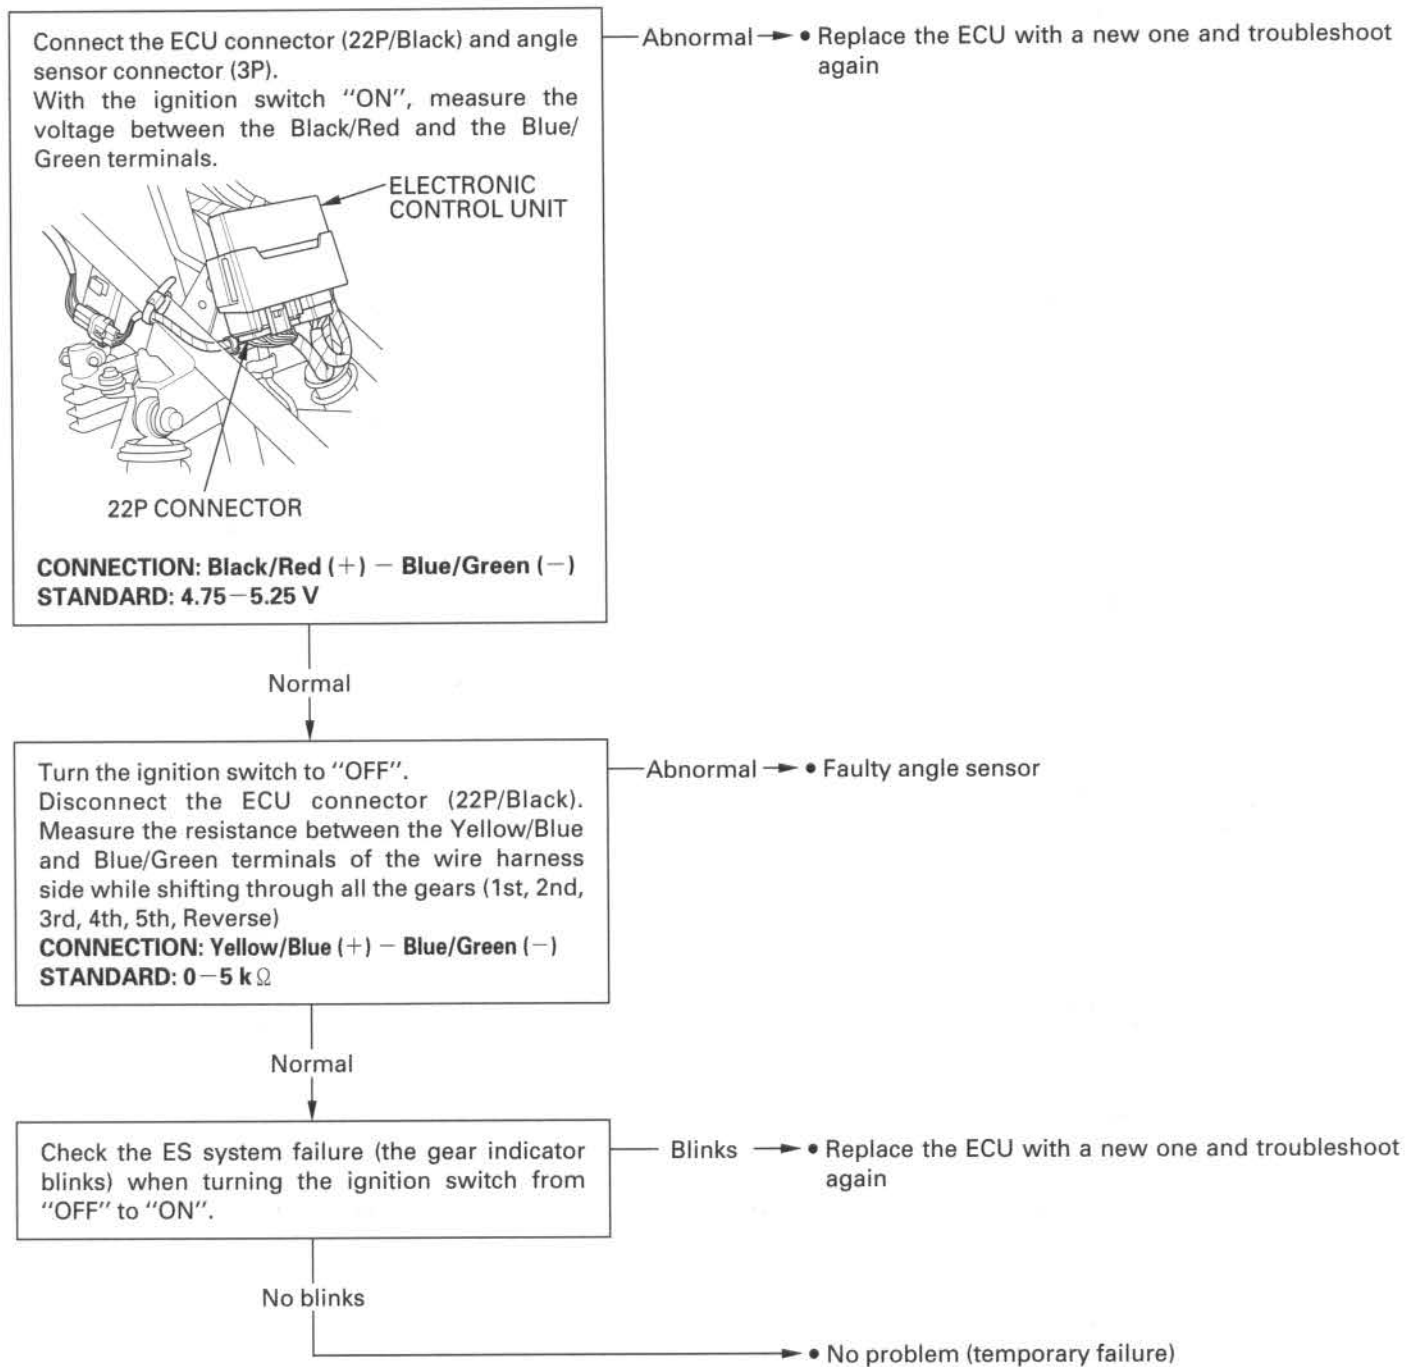 Connect the ECU connector (22P/Black) and angle
sensor connector (3P).
With the ignition switch "ON", measure the
voltage between the Black/Red and the Blue/
Green terminals.
ELECTRONIC
CONTROL UNIT
22P CONNECTOR
CONNECTION: Black/Red (+) – Blue/Green (–)
STANDARD: 4.75–5.25 V
Abnormal
• Replace the ECU with a new one and troubleshoot
again
Normal
Turn the ignition switch to "OFF".
Disconnect the ECU connector (22P/Black).
Measure the resistance between the Yellow/Blue
and Blue/Green terminals of the wire harness
side while shifting through all the gears (1st, 2nd,
3rd, 4th, 5th, Reverse)
CONNECTION: Yellow/Blue (+) – Blue/Green (–)
STANDARD: 0–5 kΩ
Abnormal
• Faulty angle sensor
Normal
Check the ES system failure (the gear indicator
blinks) when turning the ignition switch from
"OFF" to "ON".
Blinks
• Replace the ECU with a new one and troubleshoot
again
No blinks
• No problem (temporary failure)